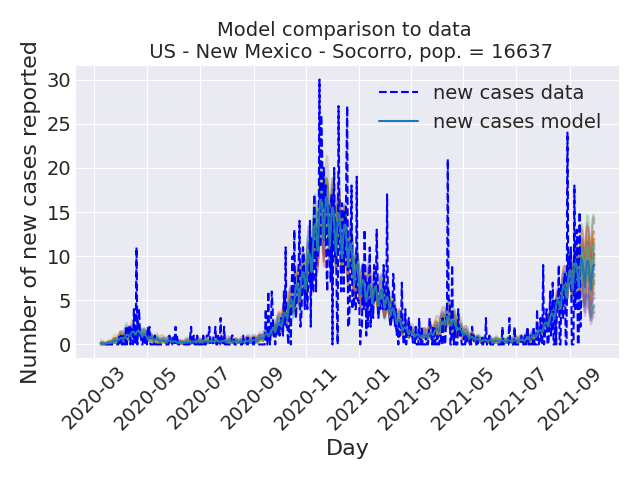 Model comparison to data
US - New Mexico - Socorro, pop. = 16637
Number of new cases reported
30
25
20
15
10
5
0
new cases data
new cases model
2020-03
2020-05
2020-07
2020-09
2020-11
2021-01
2021-03
2021-05
2021-07
2021-09
Day